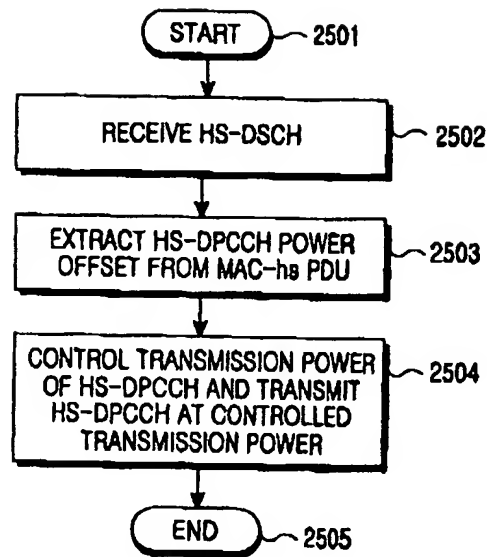 START
2501
RECEIVE HS-DSCH
2502
EXTRACT HS-DPCCH POWER
OFFSET FROM MAC-hs PDU
2503
CONTROL TRANSMISSION POWER
OF HS-DPCCH AND TRANSMIT
HS-DPCCH AT CONTROLLED
TRANSMISSION POWER
2504
END
2505